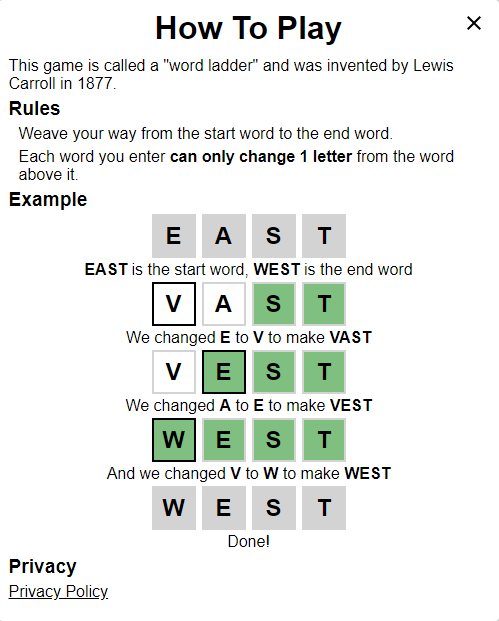 How To Play
×
This game is called a "word ladder" and was invented by Lewis
Carroll in 1877.
Rules
Weave your way from the start word to the end word.
Each word you enter can only change 1 letter from the word
above it.
Example
E A S T
EAST is the start word, WEST is the end word
V A S T
We changed E to V to make VAST
V E S T
We changed A to E to make VEST
W E S T
And we changed V to W to make WEST
W E S T
Done!
Privacy
Privacy Policy